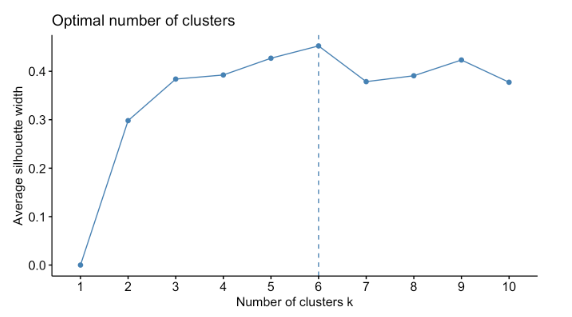 Optimal number of clusters
Average silhouette width
0.4
0.3
0.2
0.1
0.0
1 2 3 4 5 6 7 8 9 10
Number of clusters k